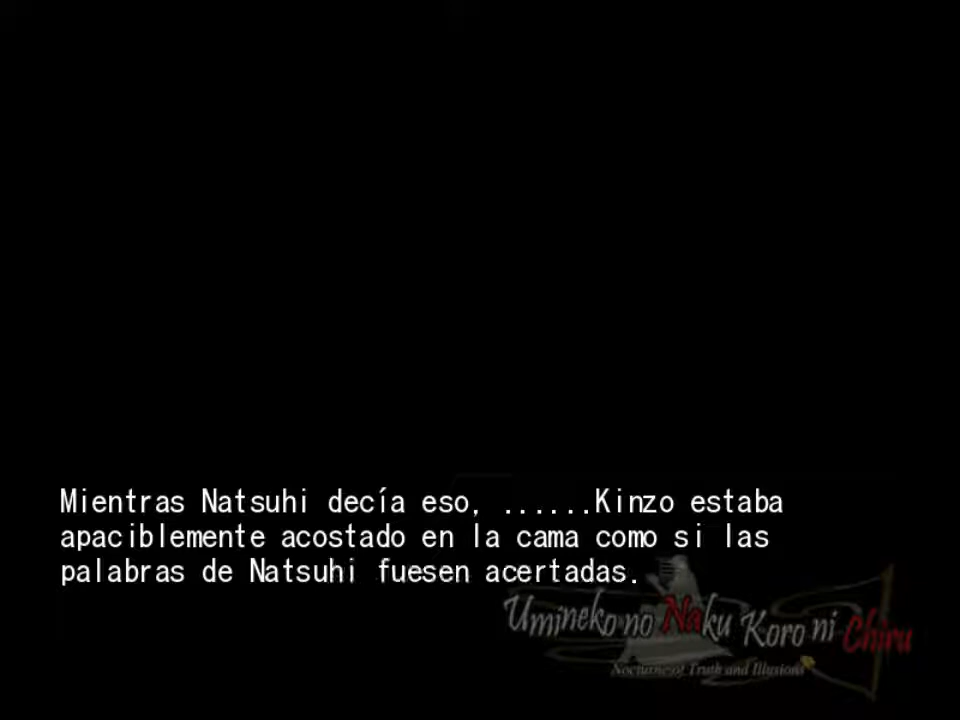 Mientras Natsuhi decía eso, ......Kinzo estaba
apaciblemente acostado en la cama como si las
palabras de Natsuhi fuesen acertadas.
Umineko no Naku Koro ni Chiru
Nocturne of Truth and Illusions